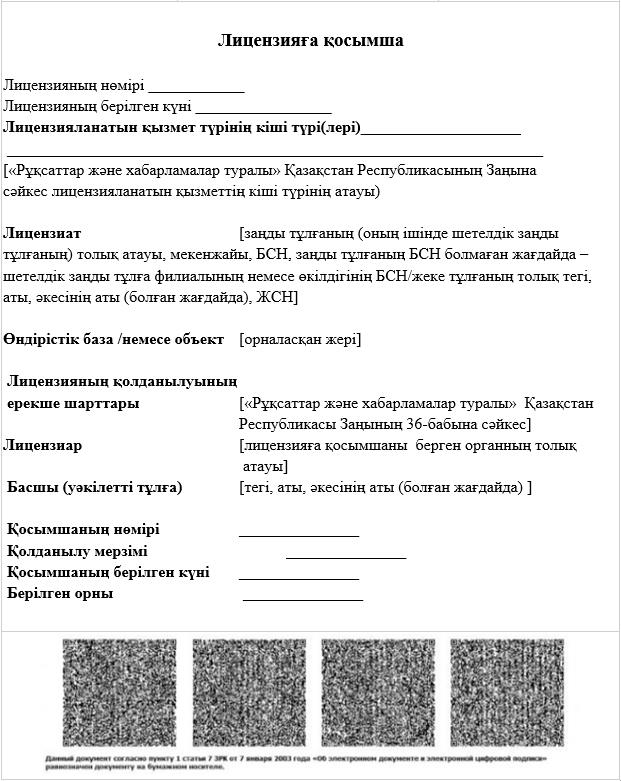 Лицензияға қосымша
Лицензияның нөмірі ____________
Лицензияның берілген күні _________________
Лицензияланатын қызмет түрінің кіші түрі(лері)____________________
___________________________________________________________________
[«Рұқсаттар және хабарламалар туралы» Қазақстан Республикасының Заңына
сәйкес лицензияланатын қызметтің кіші түрінің атауы)
Лицензиат [заңды тұлғаның (оның ішінде шетелдік заңды
тұлғаның) толық атауы, мекенжайы, БСН, заңды тұлғаның БСН болмаған жағдайда –
шетелдік заңды тұлға филиалының немесе өкілдігінің БСН/жеке тұлғаның толық тегі,
аты, әкесінің аты (болған жағдайда), ЖСН]
Өндірістік база /немесе объект [орналасқан жері]
Лицензияның қолданылуының
ерекше шарттары [«Рұқсаттар және хабарламалар туралы» Қазақстан
Республикасы Заңының 36-бабына сәйкес]
Лицензиар [лицензияға қосымшаны берген органның толық
атауы]
Басшы (уәкілетті тұлға) [тегі, аты, әкесінің аты (болған жағдайда) ]
Қосымшаның нөмірі _______________
Қолданылу мерзімі _______________
Қосымшаның берілген күні _______________
Берілген орны _______________
Данный документ согласно пункту 1 статьи 7 ЗРК от 7 января 2003 года «Об электронном документе и электронной цифровой подписи»
равнозначен документу на бумажном носителе.